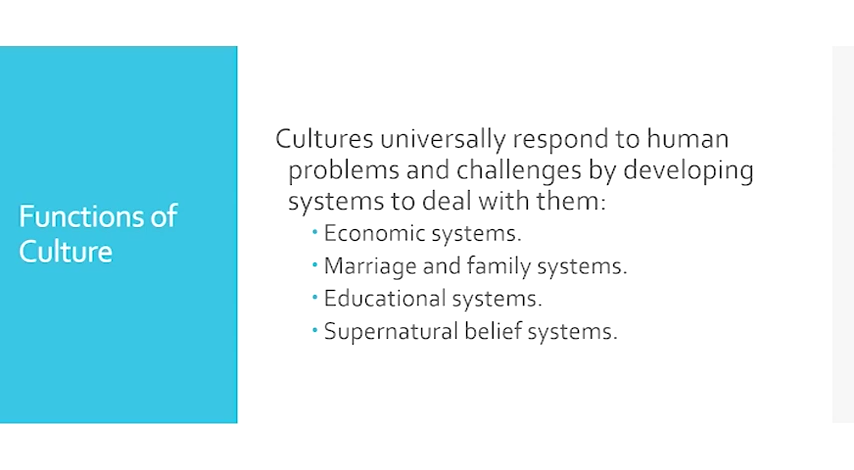 Functions of
Culture
Cultures universally respond to human
problems and challenges by developing
systems to deal with them:
• Economic systems.
• Marriage and family systems.
• Educational systems.
• Supernatural belief systems.